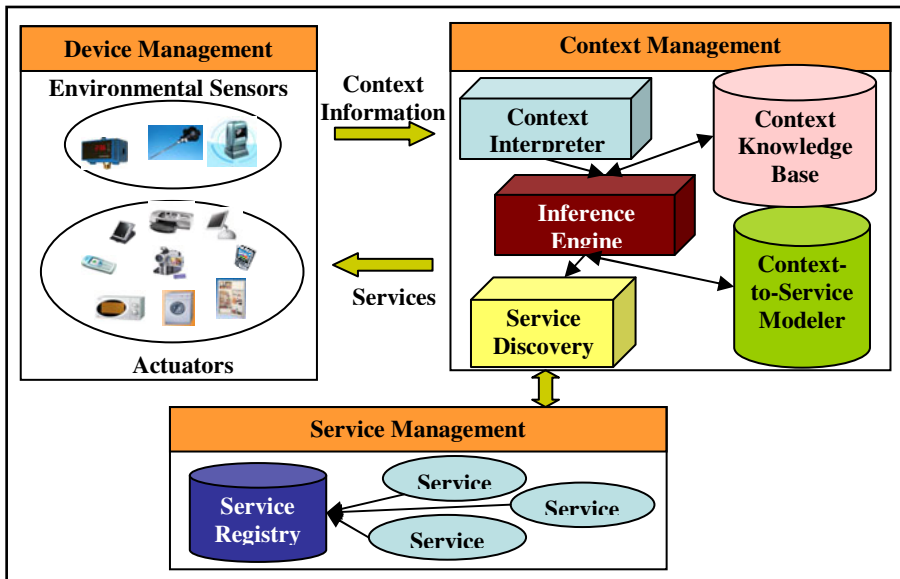 Device Management
Environmental Sensors
Actuators
Context
Information
Services
Context Management
Context
Interpreter
Context
Knowledge
Base
Inference
Engine
Context-
to-Service
Modeler
Service
Discovery
Service Management
Service
Registry
Service
Service
Service